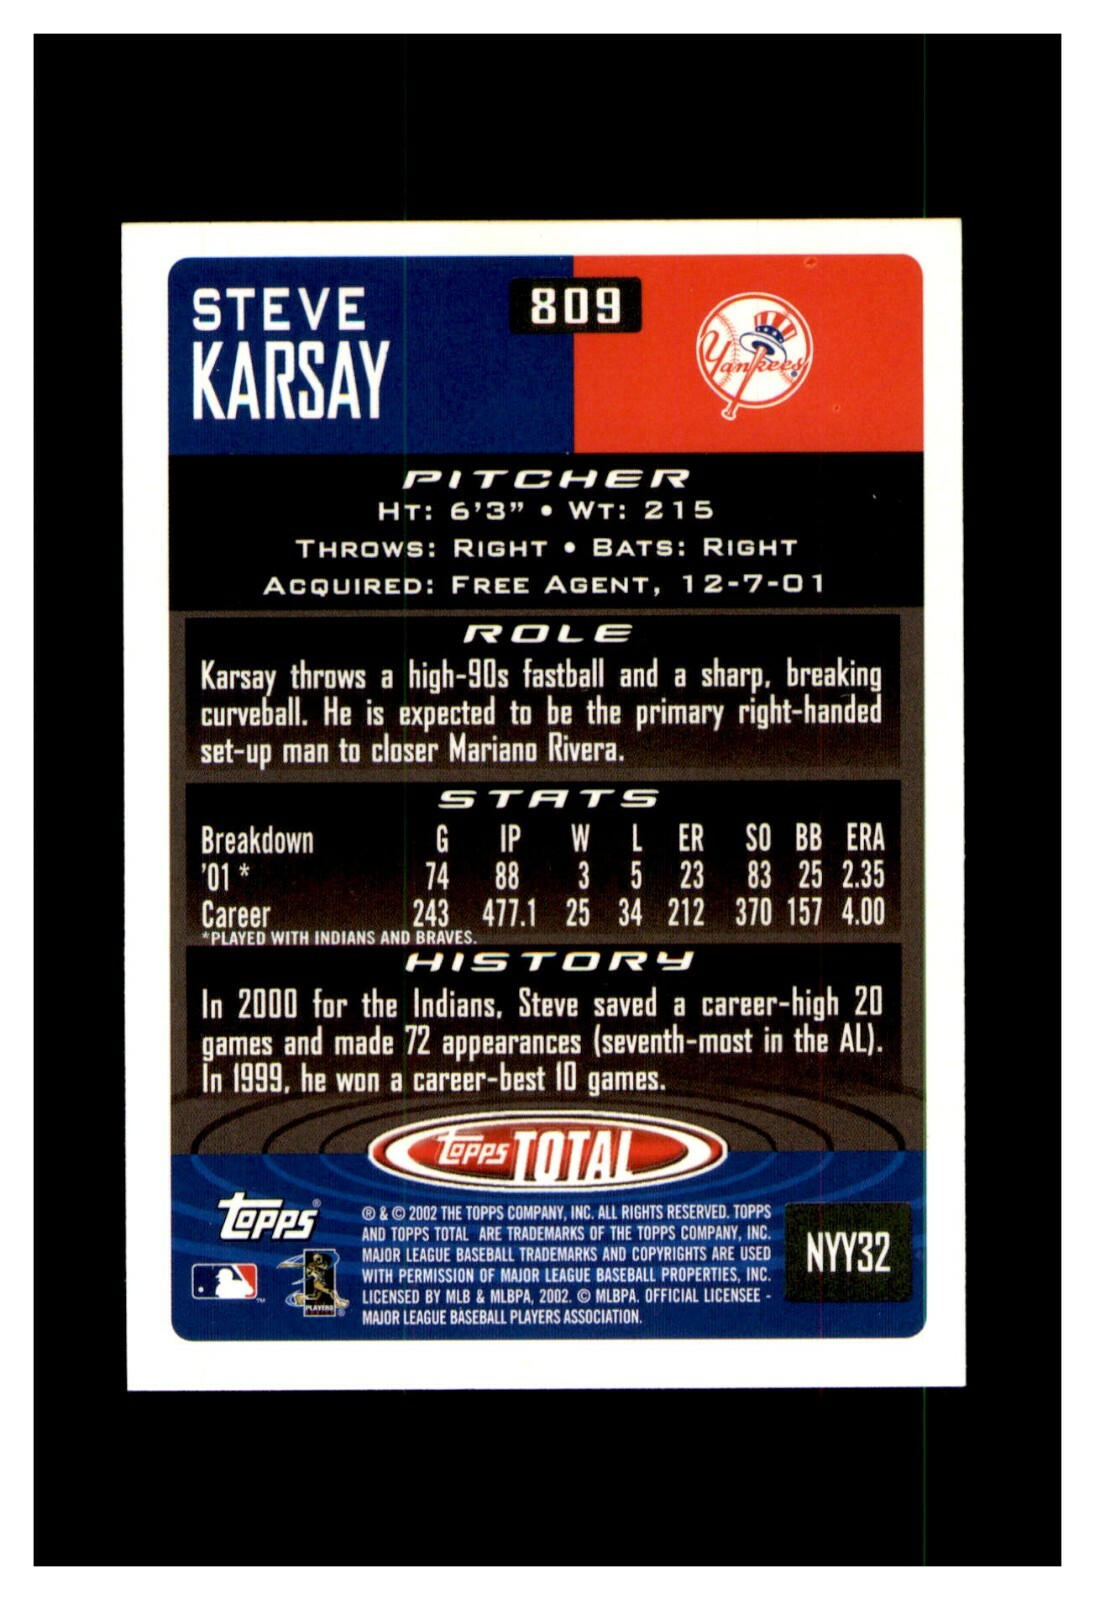 STEVE
KARSAY
809
Yankees
PITCHER
HT: 6'3" • WT: 215
THROWS: RIGHT • BATS: RIGHT
ACQUIRED: FREE AGENT, 12-7-01
ROLE
Karsay throws a high-90s fastball and a sharp, breaking
curveball. He is expected to be the primary right-handed
set-up man to closer Mariano Rivera.
STATS
Breakdown G IP W L ER SO BB ERA
'01 * 74 88 3 5 23 83 25 2.35
Career 243 477.1 25 34 212 370 157 4.00
*PLAYED WITH INDIANS AND BRAVES.
HISTORY
In 2000 for the Indians, Steve saved a career-high 20
games and made 72 appearances (seventh-most in the AL).
In 1999, he won a career-best 10 games.
Topps TOTAL
Topps®
® & © 2002 THE TOPPS COMPANY, INC. ALL RIGHTS RESERVED. TOPPS
AND TOPPS TOTAL ARE TRADEMARKS OF THE TOPPS COMPANY, INC.
MAJOR LEAGUE BASEBALL TRADEMARKS AND COPYRIGHTS ARE USED
WITH PERMISSION OF MAJOR LEAGUE BASEBALL PROPERTIES, INC.
LICENSED BY MLB & MLBPA, 2002. © MLBPA. OFFICIAL LICENSEE -
MAJOR LEAGUE BASEBALL PLAYERS ASSOCIATION.
PLAYERS
NYY32